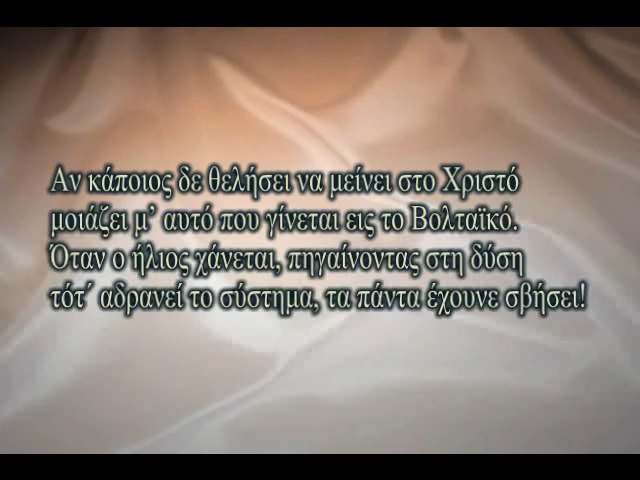 Αν κάποιος δε θελήσει να μείνει στο Χριστό
μοιάζει μ’ αυτό που γίνεται εις το Βολταϊκό.
Όταν ο ήλιος χάνεται, πηγαίνοντας στη δύση
τότ΄ αδρανεί το σύστημα, τα πάντα έχουνε σβήσει!